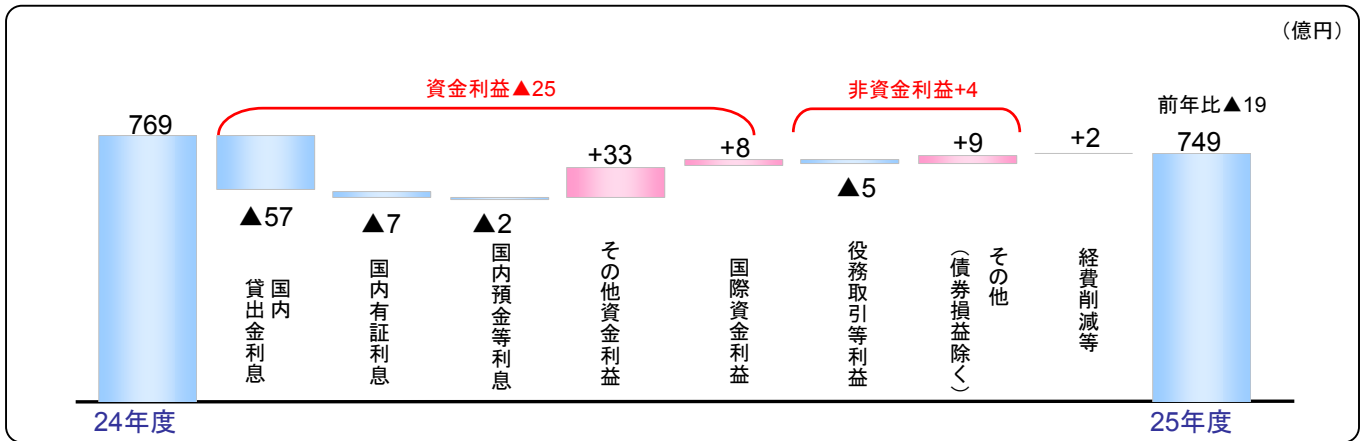 （億円）
資金利益▲25
非資金利益+4
前年比▲19
769
▲57
▲7
▲2
+33
+8
▲5
+9
+2
749
国内
貸出金利息
国内有証利息
国内預金等利息
その他資金利益
国際資金利益
役務取引等利益
その他
（債券損益除く）
経費削減等
24年度
25年度